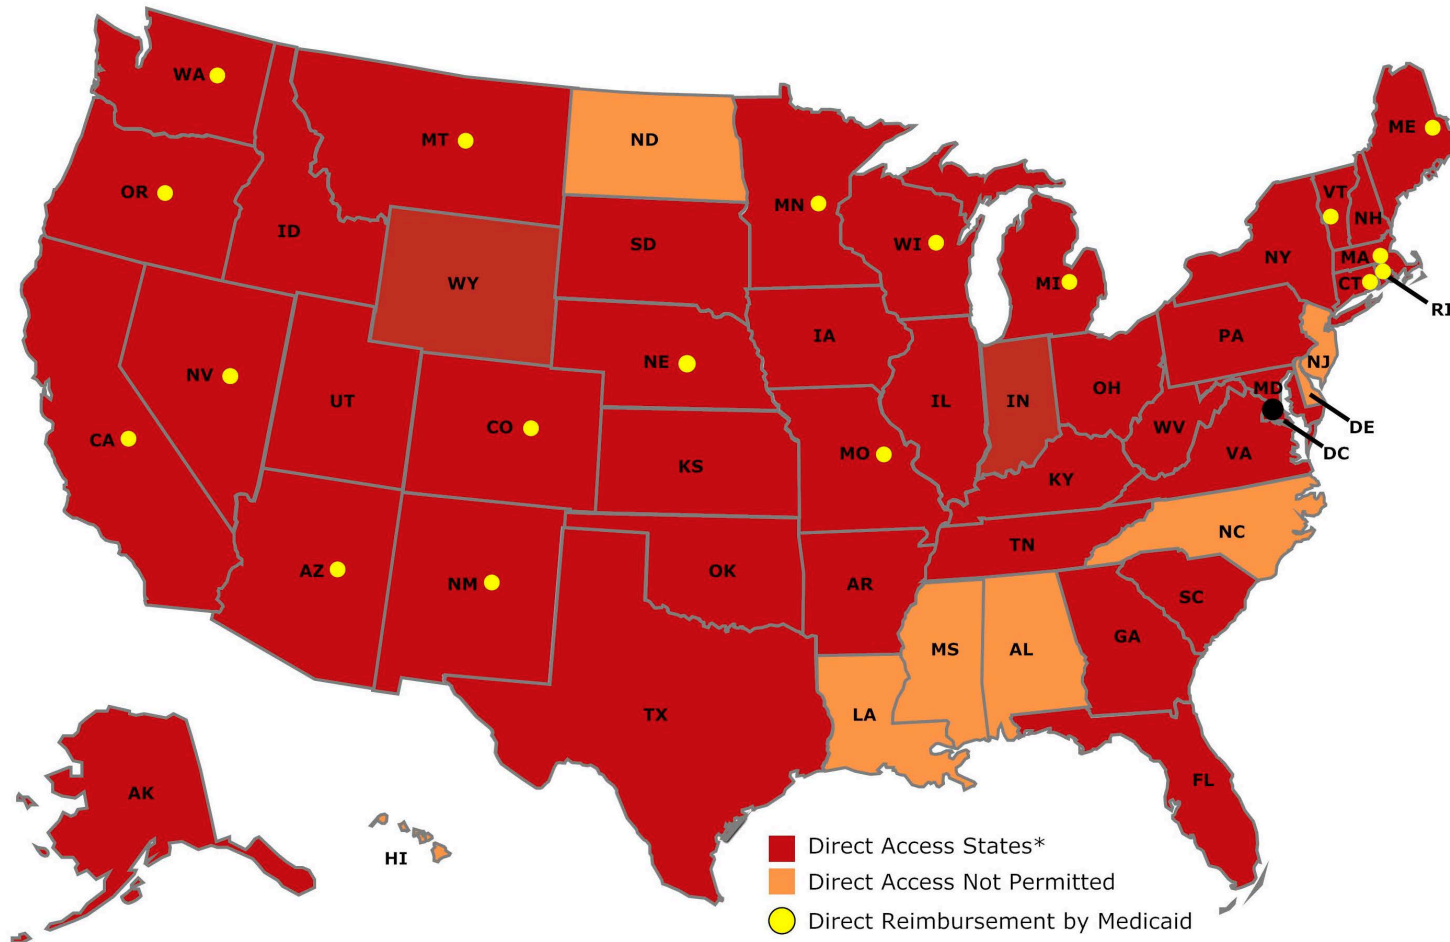 WA
MT
ND
ME
OR
MN
VT
NH
ID
SD
WI
NY
MA
WY
MI
CT
RI
IA
PA
NE
NJ
NV
UT
IL
IN
OH
MD
CO
DE
CA
MO
WV
DC
KS
KY
VA
NC
TN
AZ
NM
OK
AR
SC
GA
MS
AL
TX
LA
FL
AK
HI
Direct Access States*
Direct Access Not Permitted
Direct Reimbursement by Medicaid